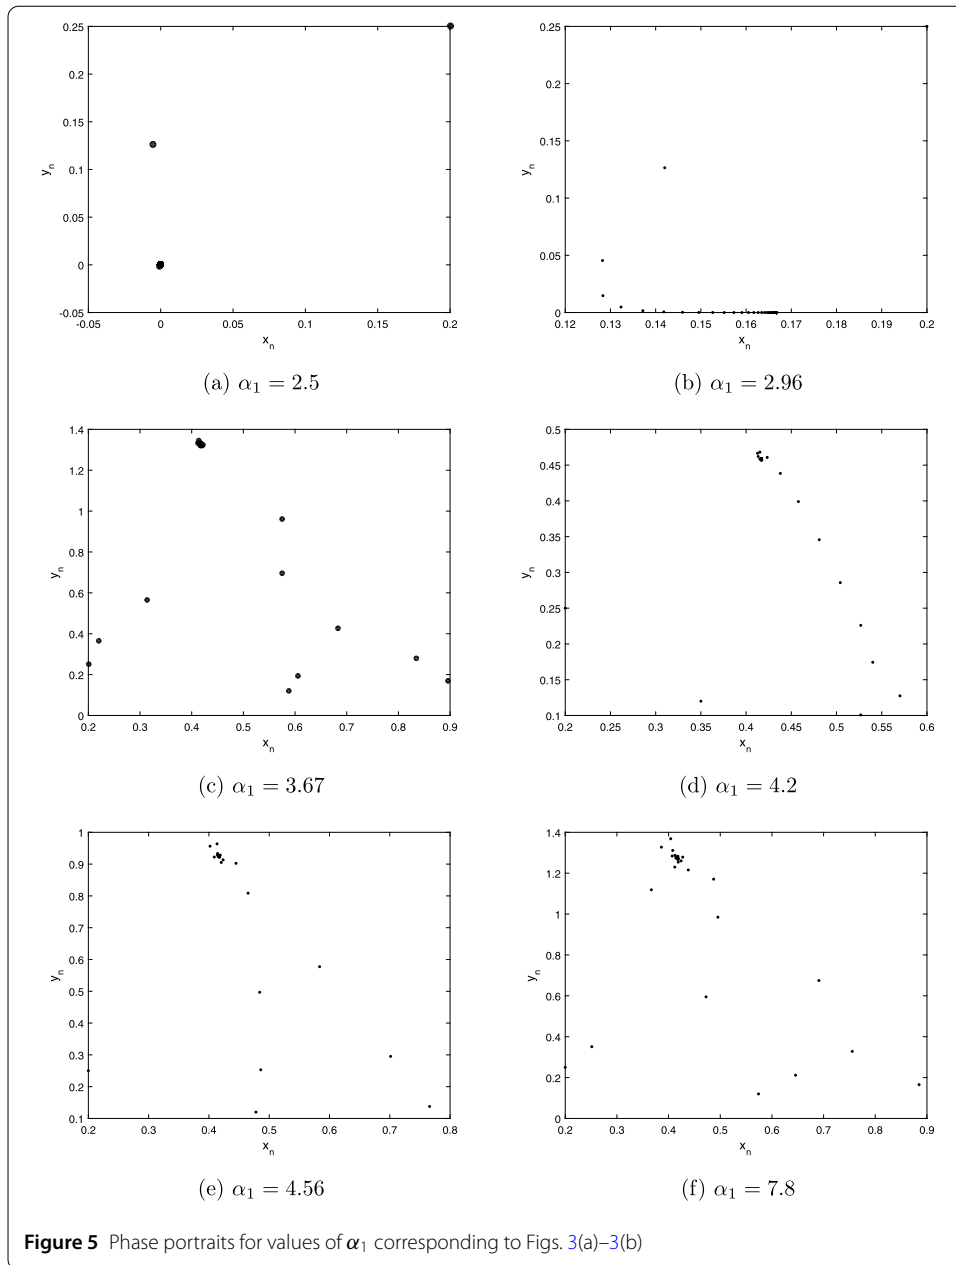 0.25
0.2
0.15
0.1
0.05
0
-0.05
y_n
-0.05 0 0.05 0.1 0.15 0.2
x_n
(a) α₁ = 2.5
0.25
0.2
0.15
0.1
0.05
0
y_n
0.12 0.13 0.14 0.15 0.16 0.17 0.18 0.19 0.2
x_n
(b) α₁ = 2.96
1.4
1.2
1
0.8
0.6
0.4
0.2
0
y_n
0.2 0.3 0.4 0.5 0.6 0.7 0.8 0.9
x_n
(c) α₁ = 3.67
0.5
0.45
0.4
0.35
0.3
0.25
0.2
0.15
0.1
y_n
0.2 0.25 0.3 0.35 0.4 0.45 0.5 0.55 0.6
x_n
(d) α₁ = 4.2
1
0.9
0.8
0.7
0.6
0.5
0.4
0.3
0.2
0.1
y_n
0.2 0.3 0.4 0.5 0.6 0.7 0.8
x_n
(e) α₁ = 4.56
1.4
1.2
1
0.8
0.6
0.4
0.2
0
y_n
0.2 0.3 0.4 0.5 0.6 0.7 0.8 0.9
x_n
(f) α₁ = 7.8
Figure 5 Phase portraits for values of α₁ corresponding to Figs. 3(a)–3(b)